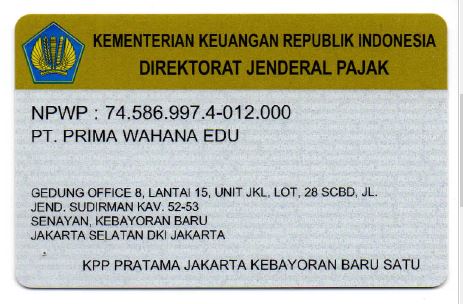 KEMENTERIAN KEUANGAN REPUBLIK INDONESIA
DIREKTORAT JENDERAL PAJAK
NPWP : 74.586.997.4-012.000
PT. PRIMA WAHANA EDU
GEDUNG OFFICE 8, LANTAI 15, UNIT JKL, LOT, 28 SCBD, JL.
JEND. SUDIRMAN KAV. 52-53
SENAYAN, KEBAYORAN BARU
JAKARTA SELATAN DKI JAKARTA
KPP PRATAMA JAKARTA KEBAYORAN BARU SATU